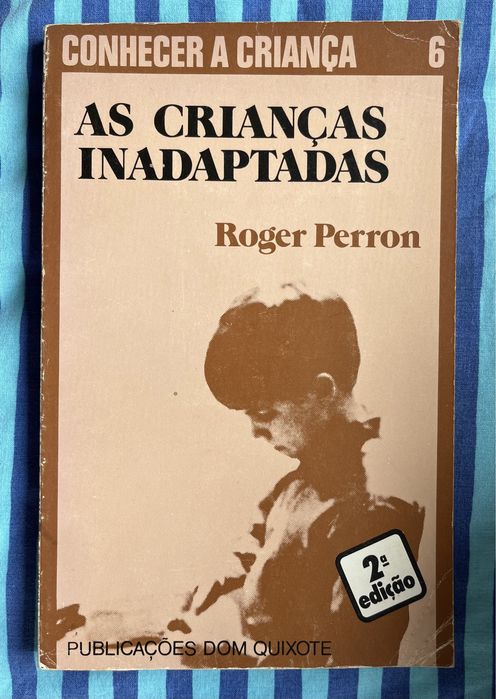 CONHECER A CRIANÇA 6
AS CRIANÇAS
INADAPTADAS
Roger Perron
2ª
edição
PUBLICAÇÕES DOM QUIXOTE